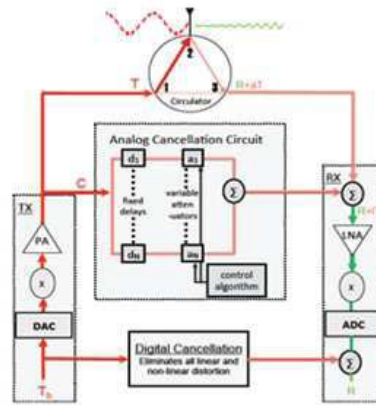 2
T
1
3
R+aT
Circulator
Analog Cancellation Circuit
C
d1
a1
TX
RX
fixed
delays
variable
atten
-uators
Σ
Σ
PA
LNA
dN
aN
X
X
control
algorithm
DAC
ADC
Digital Cancellation
Eliminates all linear and
non-linear distortion
Σ
Tb
R